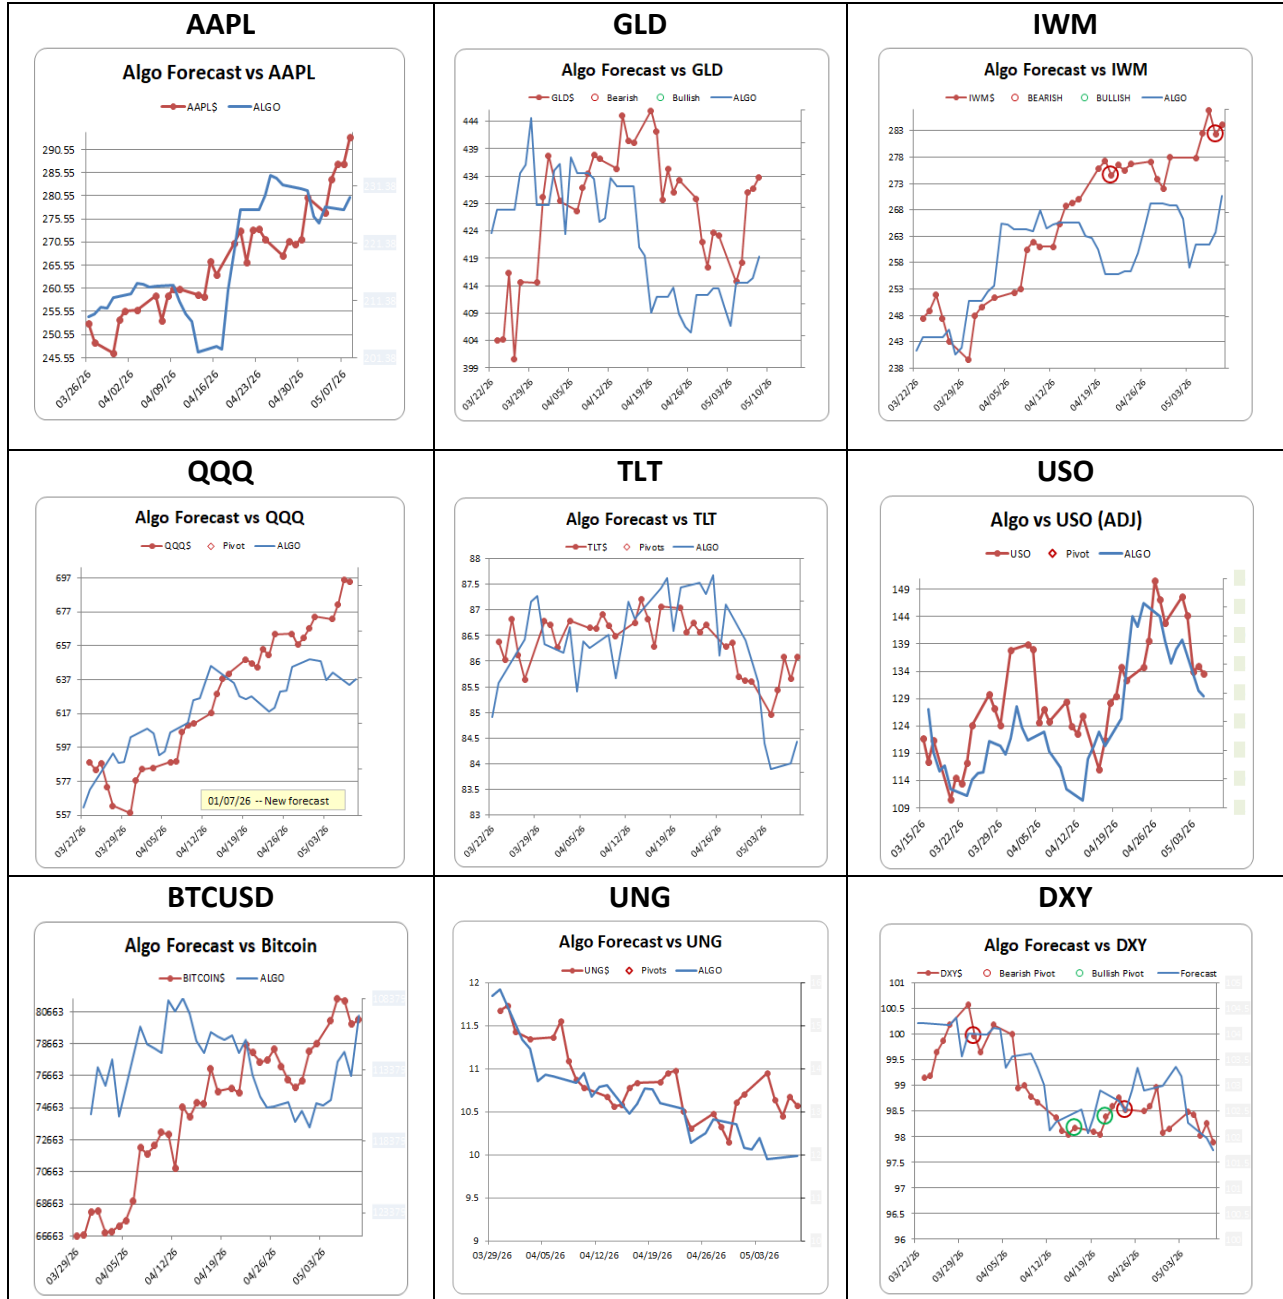 AAPL
Algo Forecast vs AAPL
AAPL$ ALGO
290.55
285.55
280.55
275.55
270.55
265.55
260.55
255.55
250.55
245.55
03/26/26 04/02/26 04/09/26 04/16/26 04/23/26 04/30/26 05/07/26
GLD
Algo Forecast vs GLD
GLD$ Bearish Bullish ALGO
444
439
434
429
424
419
414
409
404
399
03/22/26 03/29/26 04/05/26 04/12/26 04/19/26 04/26/26 05/03/26 05/10/26
IWM
Algo Forecast vs IWM
IWM$ BEARISH BULLISH ALGO
283
278
273
268
263
258
253
248
243
238
03/22/26 03/29/26 04/05/26 04/12/26 04/19/26 04/26/26 05/03/26
QQQ
Algo Forecast vs QQQ
QQQ$ Pivot ALGO
697
677
657
637
617
597
577
557
01/07/26 -- New forecast
03/22/26 03/29/26 04/05/26 04/12/26 04/19/26 04/26/26 05/03/26
TLT
Algo Forecast vs TLT
TLT$ Pivots ALGO
88
87.5
87
86.5
86
85.5
85
84.5
84
83.5
83
03/22/26 03/29/26 04/05/26 04/12/26 04/19/26 04/26/26 05/03/26
USO
Algo vs USO (ADJ)
USO Pivot ALGO
149
144
139
134
129
124
119
114
109
03/15/26 03/22/26 03/29/26 04/05/26 04/12/26 04/19/26 04/26/26 05/03/26
BTCUSD
Algo Forecast vs Bitcoin
BITCOIN$ ALGO
80663
78663
76663
74663
72663
70663
68663
66663
03/29/26 04/05/26 04/12/26 04/19/26 04/26/26 05/03/26
UNG
Algo Forecast vs UNG
UNG$ Pivots ALGO
12
11.5
11
10.5
10
9.5
9
03/29/26 04/05/26 04/12/26 04/19/26 04/26/26 05/03/26
DXY
Algo Forecast vs DXY
DXY$ Bearish Pivot Bullish Pivot Forecast
101
100.5
100
99.5
99
98.5
98
97.5
97
96.5
96
03/22/26 03/29/26 04/05/26 04/12/26 04/19/26 04/26/26 05/03/26